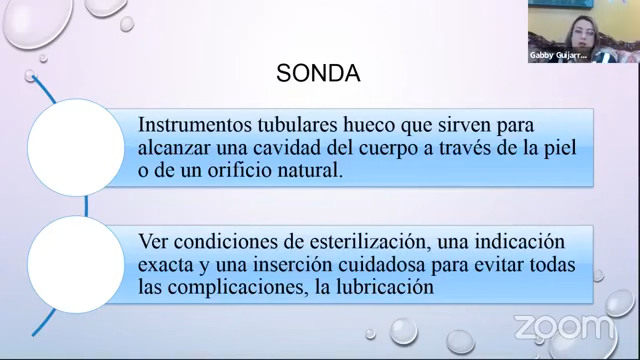 Gabby Guijarr...
SONDA
Instrumentos tubulares hueco que sirven para
alcanzar una cavidad del cuerpo a través de la piel
o de un orificio natural.
Ver condiciones de esterilización, una indicación
exacta y una inserción cuidadosa para evitar todas
las complicaciones, la lubricación
zoom